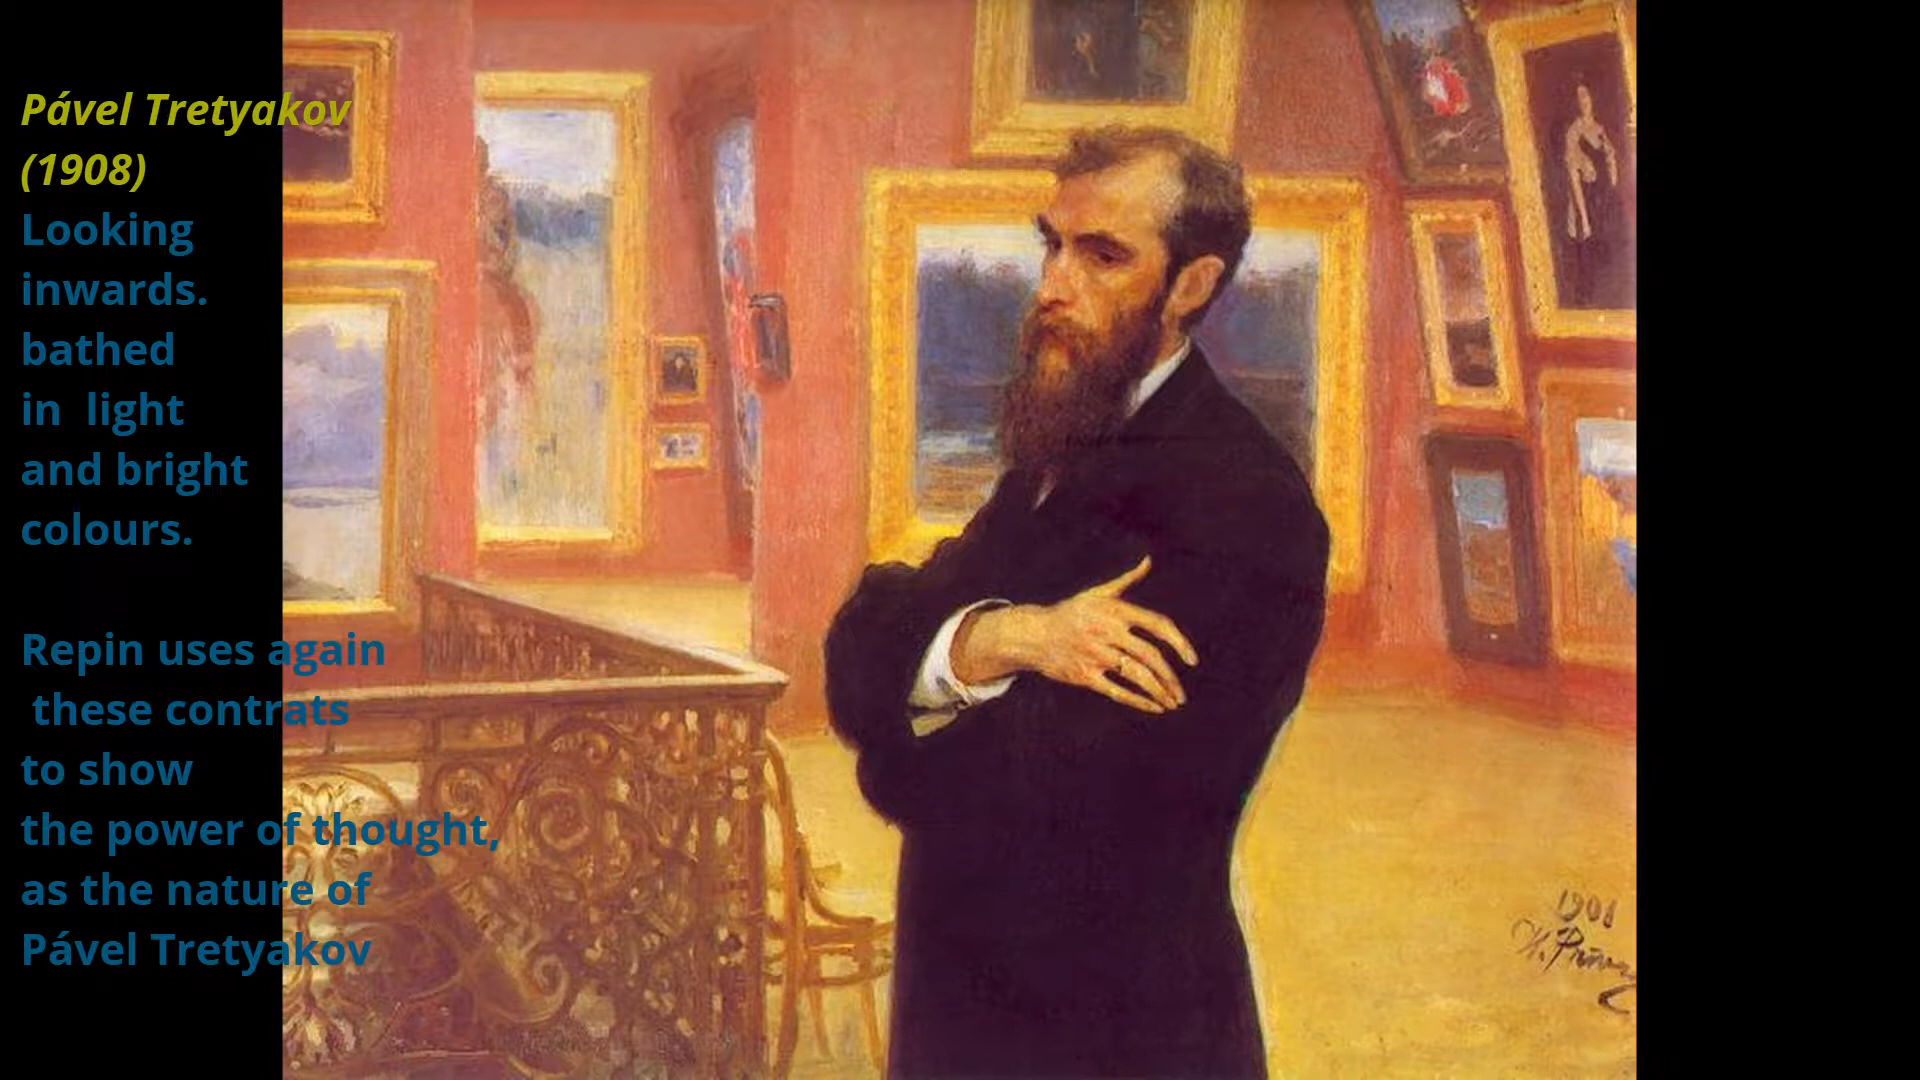 Pável Tretyakov
(1908)
Looking
inwards.
bathed
in  light
and bright
colours.
Repin uses again
these contrats
to show
the power of thought,
as the nature of
Pável Tretyakov